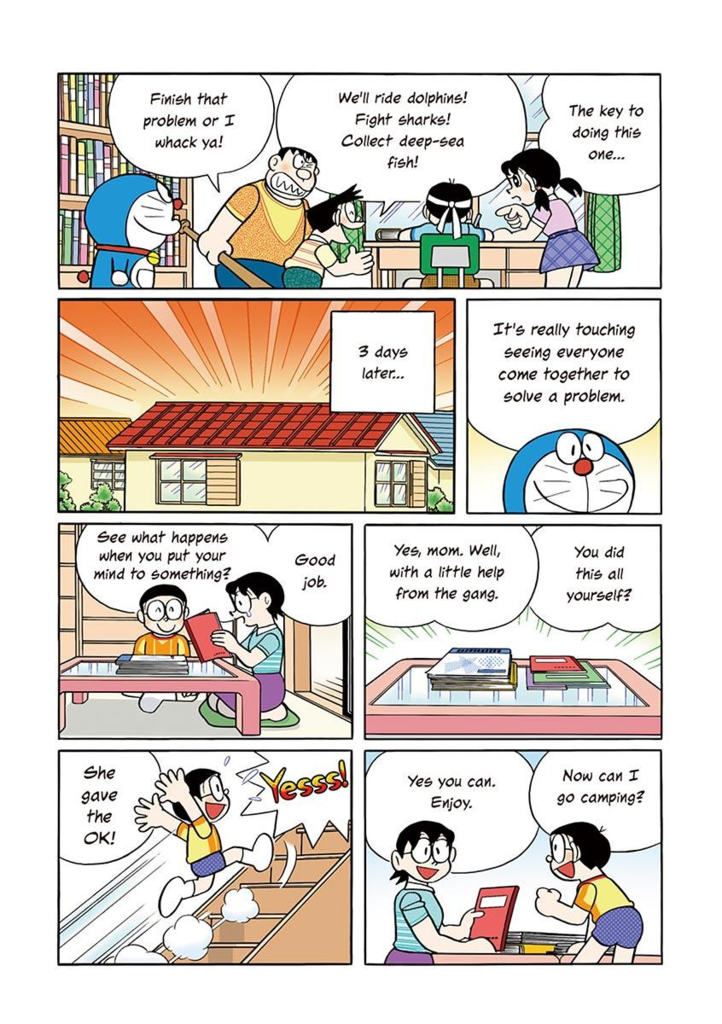 The key to
doing this
one...
We'll ride dolphins!
Fight sharks!
Collect deep-sea
fish!
Finish that
problem or I
whack ya!
It's really touching
seeing everyone
come together to
solve a problem.
3 days
later...
You did
this all
yourself?
Yes, mom. Well,
with a little help
from the gang.
Good
job.
See what happens
when you put your
mind to something?
Now can I
go camping?
Yes you can.
Enjoy.
Yesss!
She
gave
the
OK!